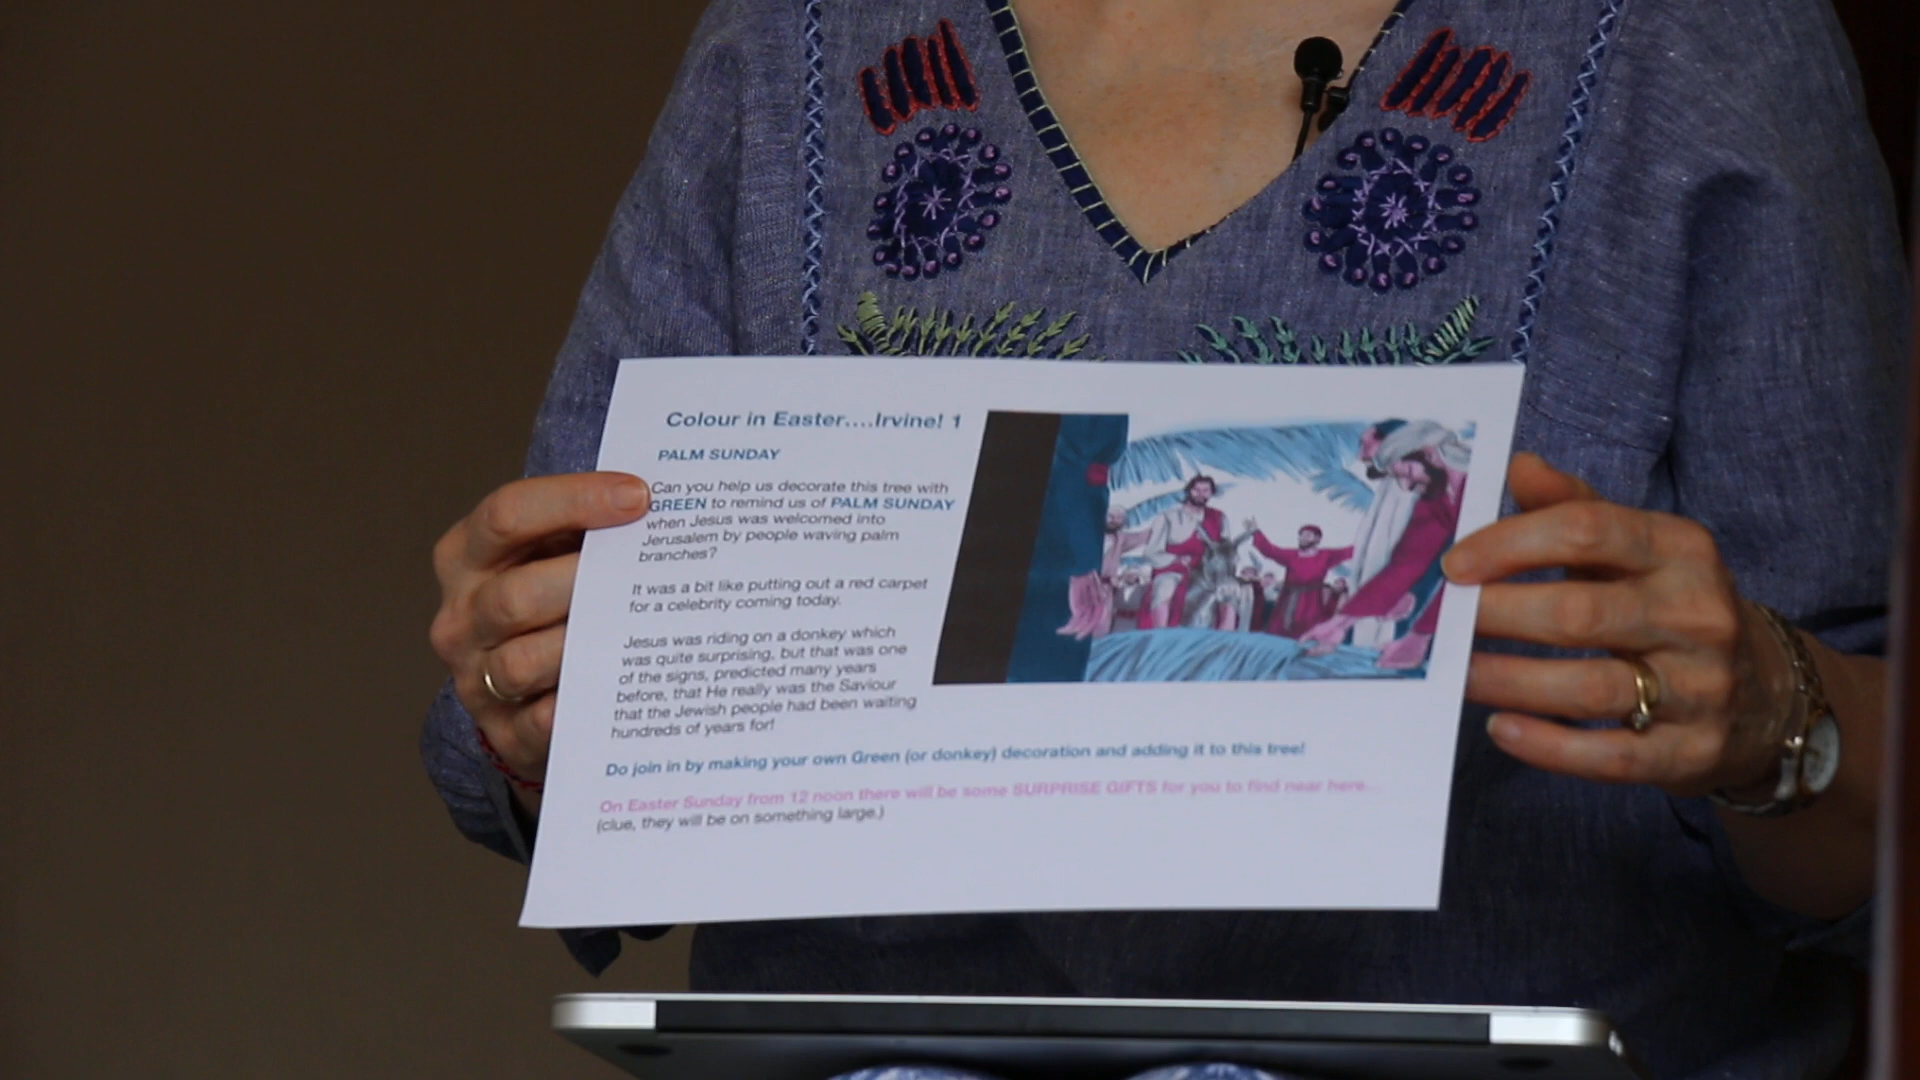 Colour in Easter....Irvine! 1
PALM SUNDAY
Can you help us decorate this tree with
GREEN to remind us of PALM SUNDAY
when Jesus was welcomed into
Jerusalem by people waving palm
branches?
It was a bit like putting out a red carpet
for a celebrity coming today.
Jesus was riding on a donkey which
was quite surprising, but that was one
of the signs, predicted many years
before, that He really was the Saviour
that the Jewish people had been waiting
hundreds of years for!
Do join in by making your own Green (or donkey) decoration and adding it to this tree!
On Easter Sunday from 12 noon there will be some SURPRISE GIFTS for you to find near here...
(clue, they will be on something large.)